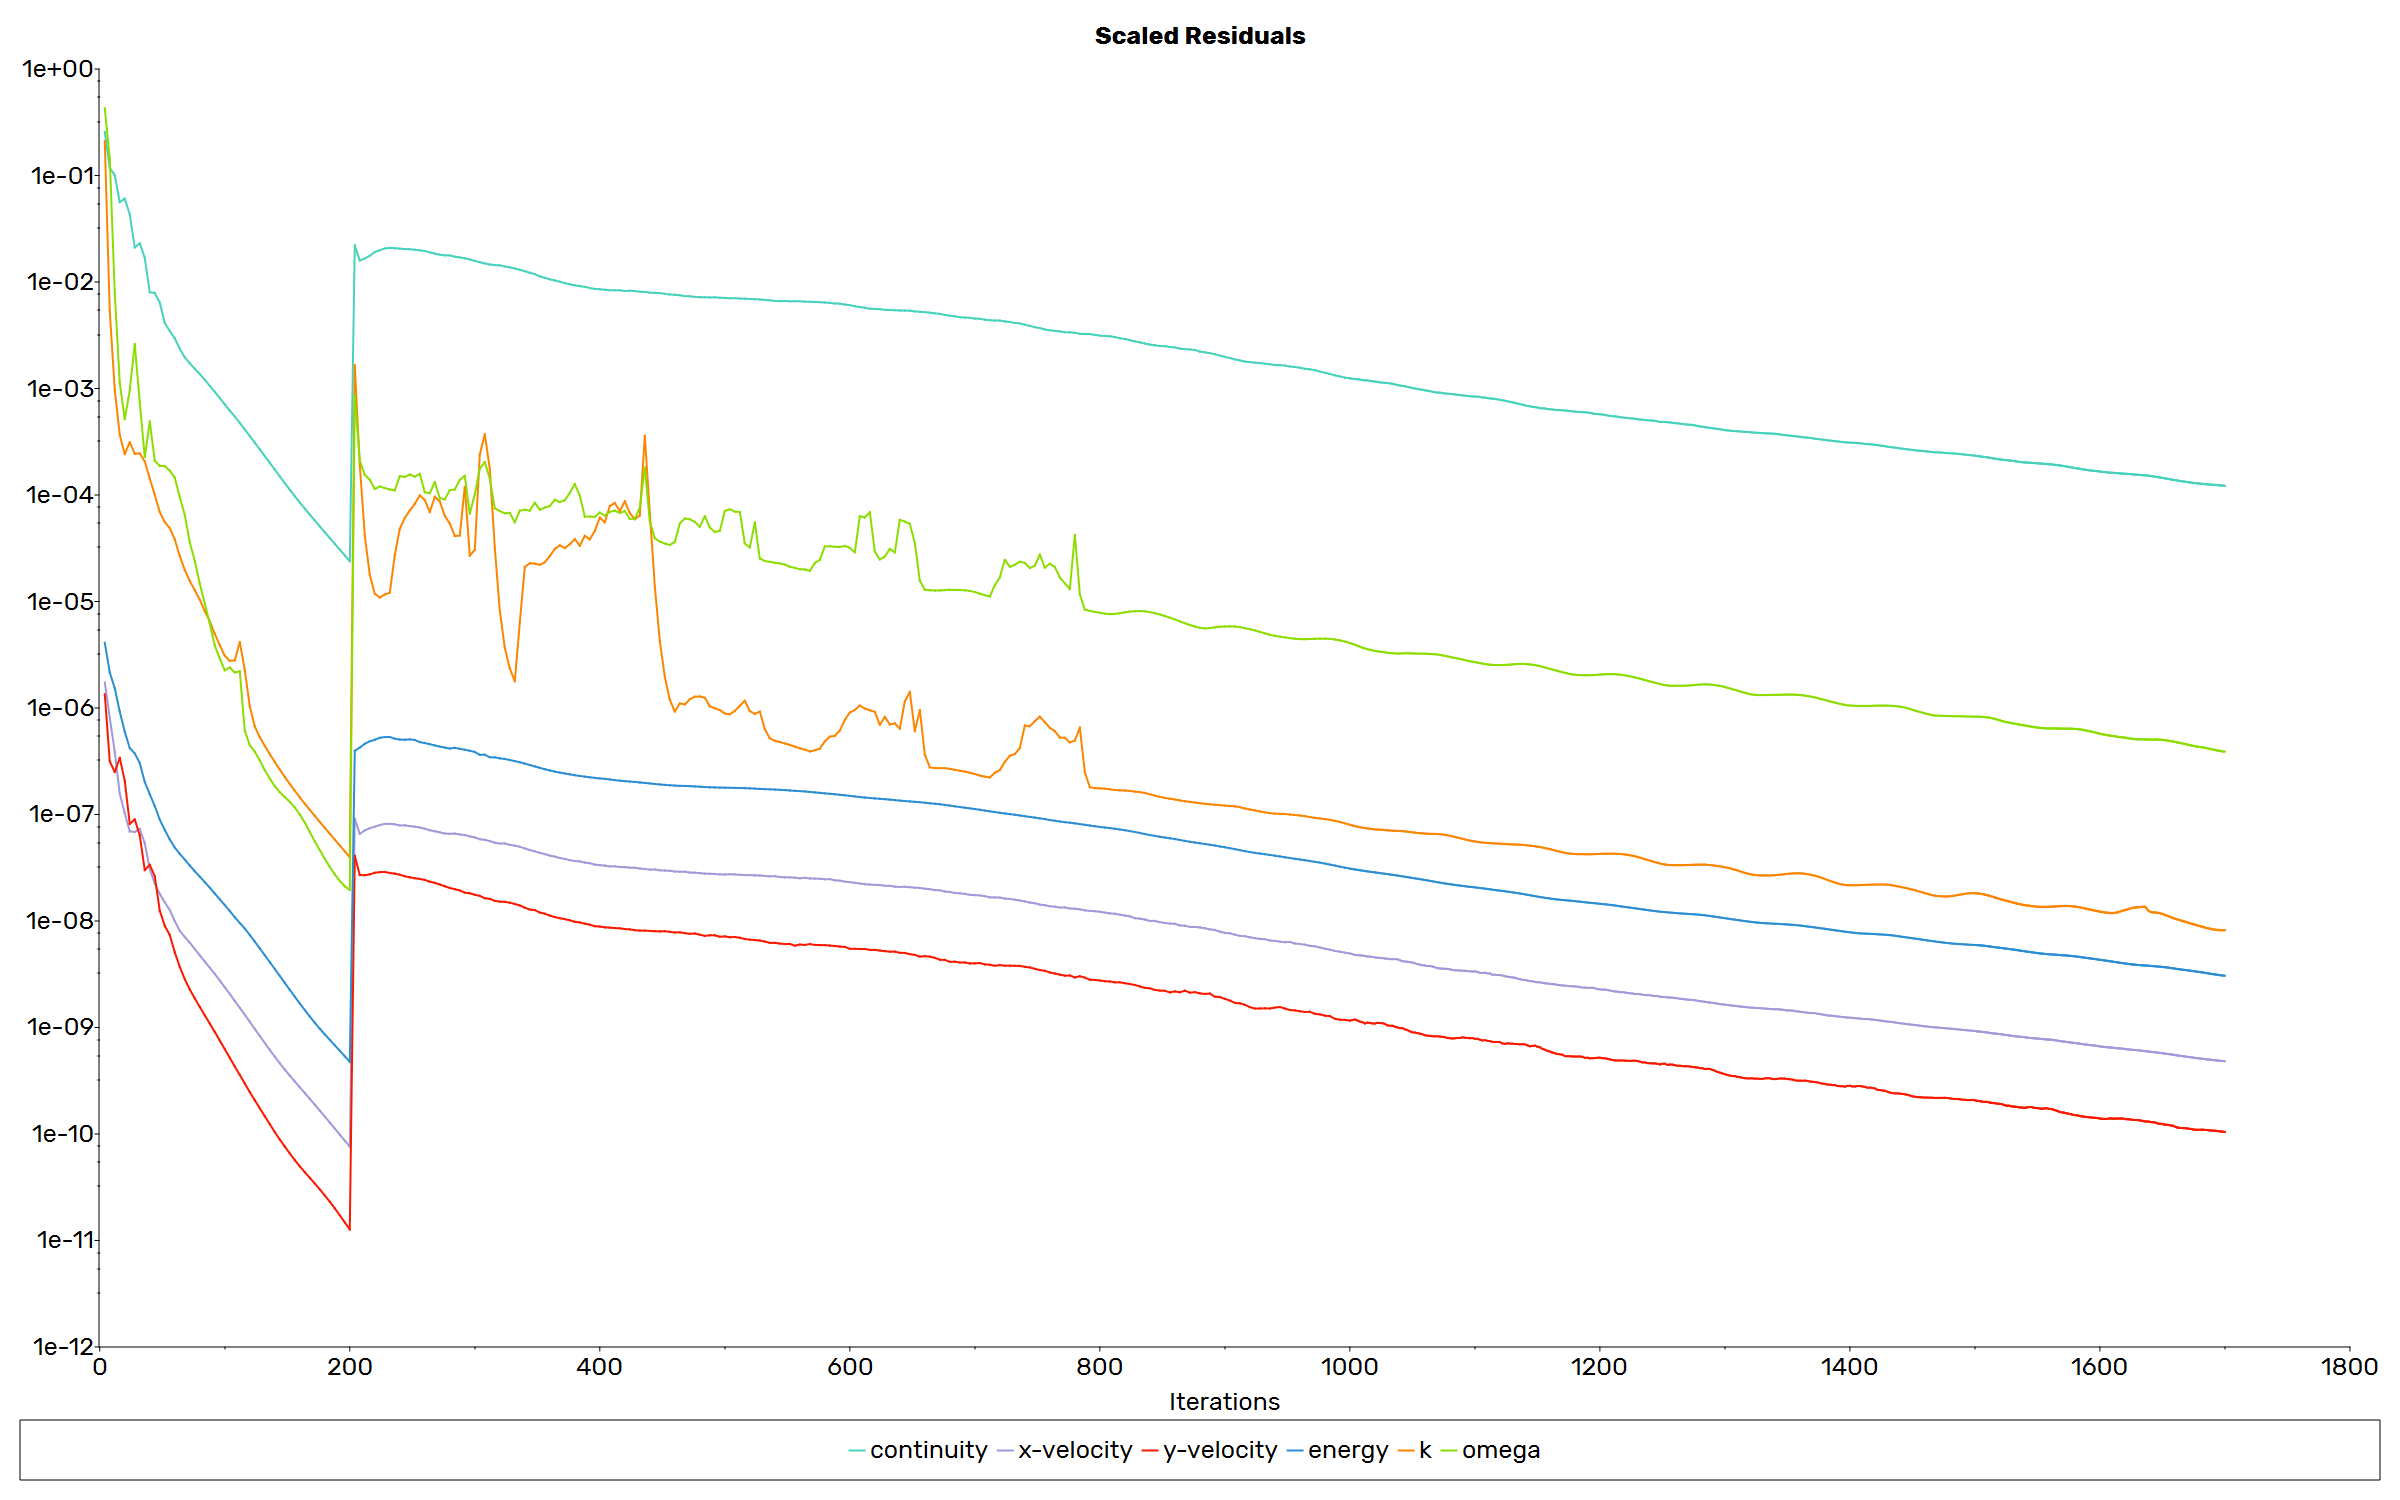 Scaled Residuals
1e+00
1e-01
1e-02
1e-03
1e-04
1e-05
1e-06
1e-07
1e-08
1e-09
1e-10
1e-11
1e-12
0 200 400 600 800 1000 1200 1400 1600 1800
Iterations
continuity x-velocity y-velocity energy k omega